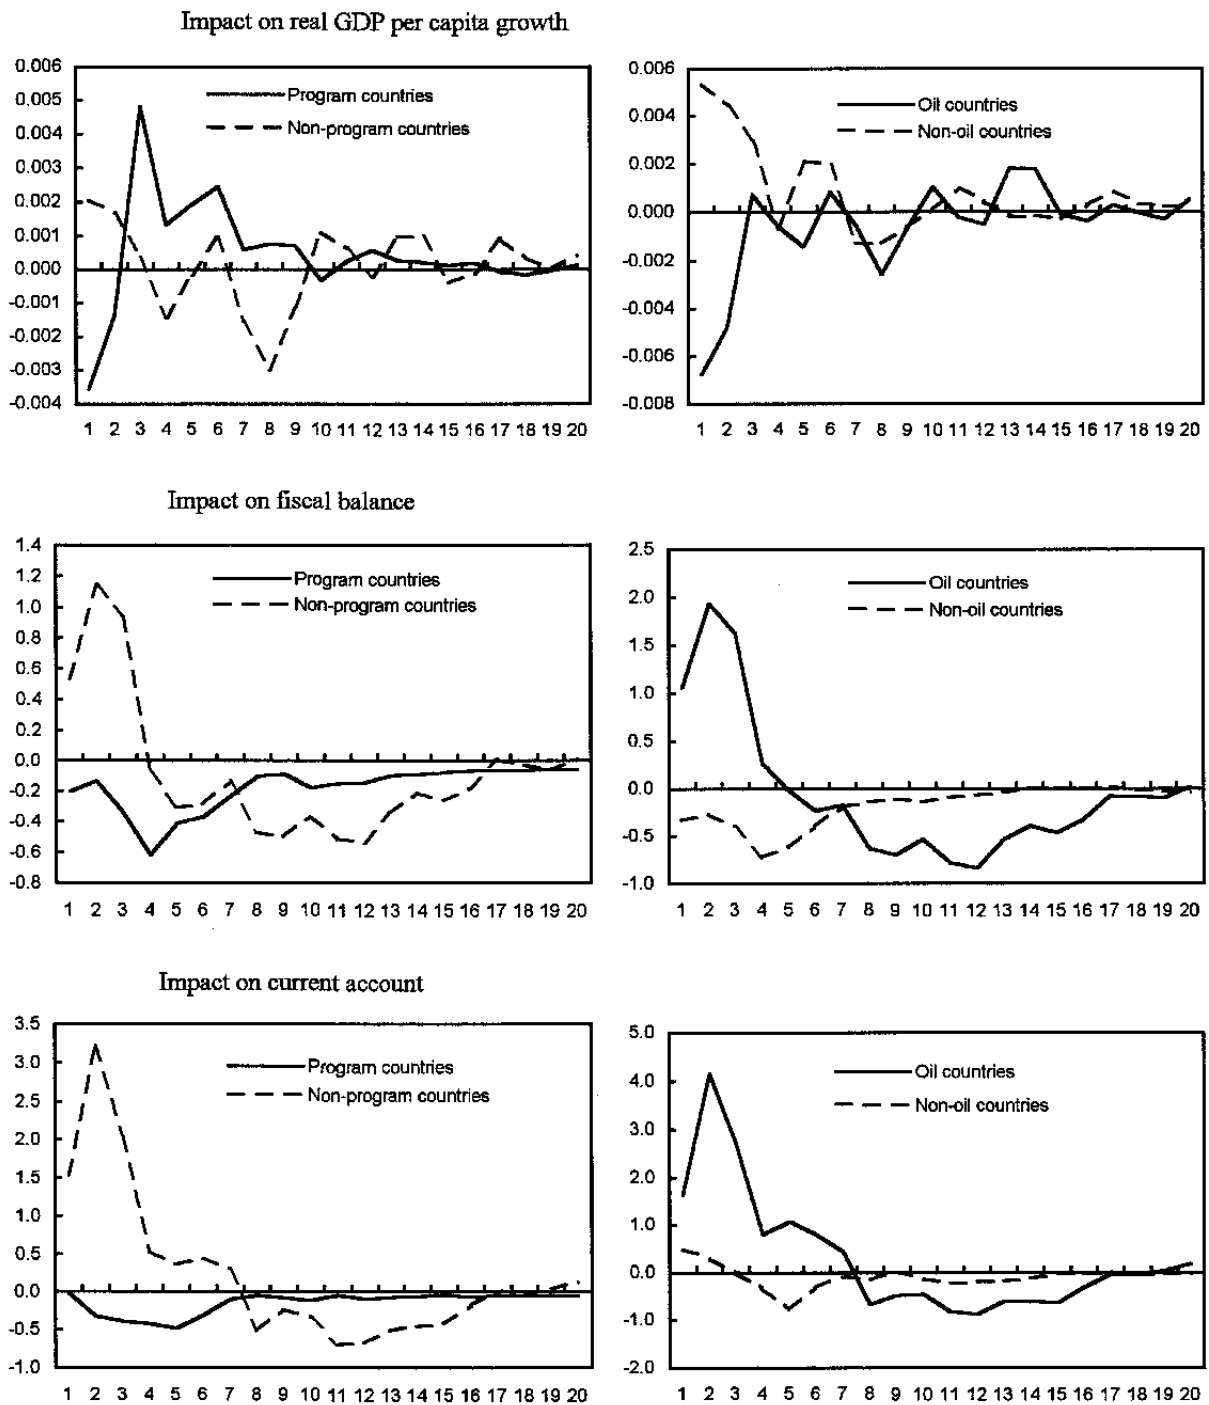 Impact on real GDP per capita growth
0.006
0.005
0.004
0.003
0.002
0.001
0.000
-0.001
-0.002
-0.003
-0.004
Program countries
Non-program countries
1 2 3 4 5 6 7 8 9 10 11 12 13 14 15 16 17 18 19 20
0.006
0.004
0.002
0.000
-0.002
-0.004
-0.006
-0.008
Oil countries
Non-oil countries
1 2 3 4 5 6 7 8 9 10 11 12 13 14 15 16 17 18 19 20
Impact on fiscal balance
1.4
1.2
1.0
0.8
0.6
0.4
0.2
0.0
-0.2
-0.4
-0.6
-0.8
Program countries
Non-program countries
1 2 3 4 5 6 7 8 9 10 11 12 13 14 15 16 17 18 19 20
2.5
2.0
1.5
1.0
0.5
0.0
-0.5
-1.0
Oil countries
Non-oil countries
1 2 3 4 5 6 7 8 9 10 11 12 13 14 15 16 17 18 19 20
Impact on current account
3.5
3.0
2.5
2.0
1.5
1.0
0.5
0.0
-0.5
-1.0
Program countries
Non-program countries
1 2 3 4 5 6 7 8 9 10 11 12 13 14 15 16 17 18 19 20
5.0
4.0
3.0
2.0
1.0
0.0
-1.0
-2.0
Oil countries
Non-oil countries
1 2 3 4 5 6 7 8 9 10 11 12 13 14 15 16 17 18 19 20